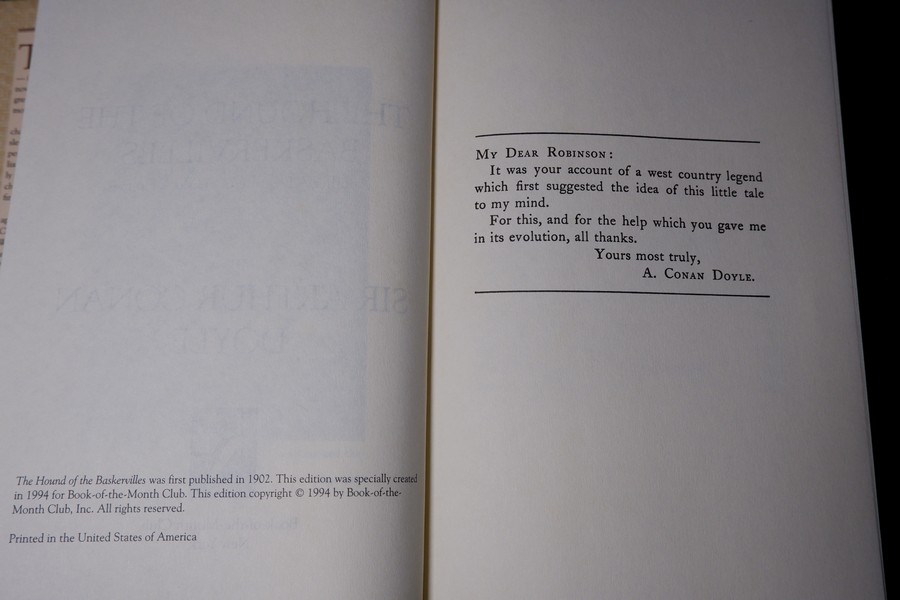 The Hound of the Baskervilles was first published in 1902. This edition was specially created
in 1994 for Book-of-the-Month Club. This edition copyright © 1994 by Book-of-the-
Month Club, Inc. All rights reserved.
Printed in the United States of America
MY DEAR ROBINSON:
It was your account of a west country legend
which first suggested the idea of this little tale
to my mind.
For this, and for the help which you gave me
in its evolution, all thanks.
Yours most truly,
A. CONAN DOYLE.